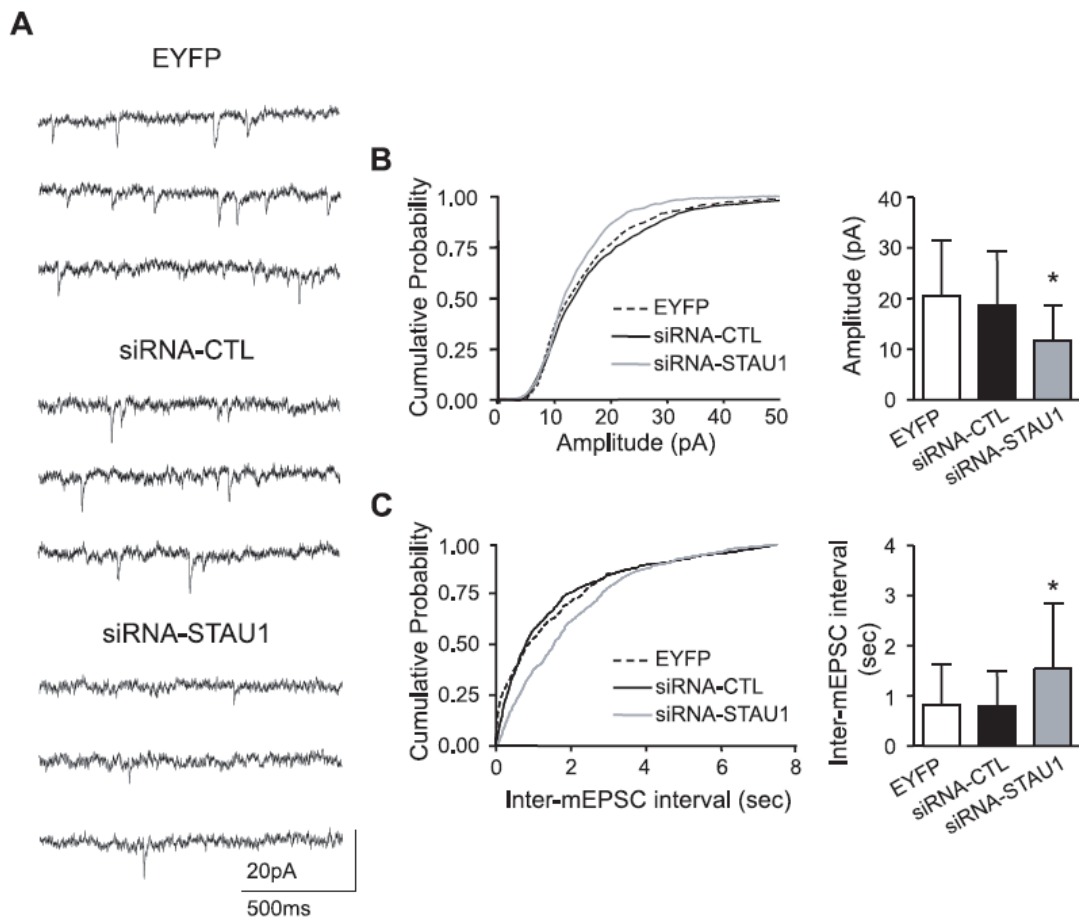 A
EYFP
siRNA-CTL
siRNA-STAU1
20pA
500ms
B
Cumulative Probability
1.00
0.75
0.50
0.25
0.00
0
10
20
30
40
50
Amplitude (pA)
EYFP
siRNA-CTL
siRNA-STAU1
Amplitude (pA)
40
30
20
10
0
*
EYFP
siRNA-CTL
siRNA-STAU1
C
Cumulative Probability
1.00
0.75
0.50
0.25
0.00
0
2
4
6
8
Inter-mEPSC interval (sec)
EYFP
siRNA-CTL
siRNA-STAU1
Inter-mEPSC interval
(sec)
4
3
2
1
0
*
EYFP
siRNA-CTL
siRNA-STAU1